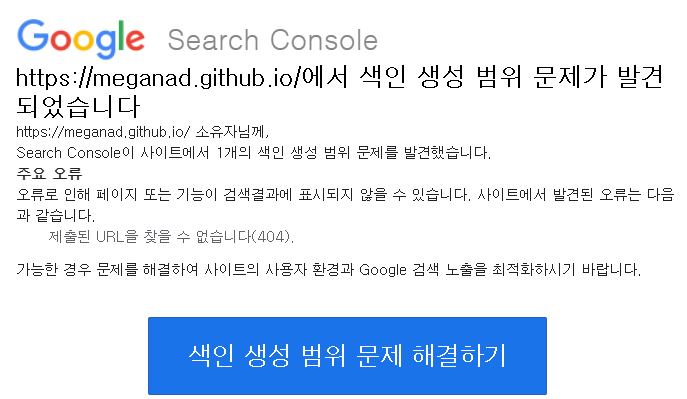 Google Search Console
https://meganad.github.io/에서 색인 생성 범위 문제가 발견
되었습니다
https://meganad.github.io/ 소유자님께,
Search Console이 사이트에서 1개의 색인 생성 범위 문제를 발견했습니다.
주요 오류
오류로 인해 페이지 또는 기능이 검색결과에 표시되지 않을 수 있습니다. 사이트에서 발견된 오류는 다음
과 같습니다.
제출된 URL을 찾을 수 없습니다(404).
가능한 경우 문제를 해결하여 사이트의 사용자 환경과 Google 검색 노출을 최적화하시기 바랍니다.
색인 생성 범위 문제 해결하기